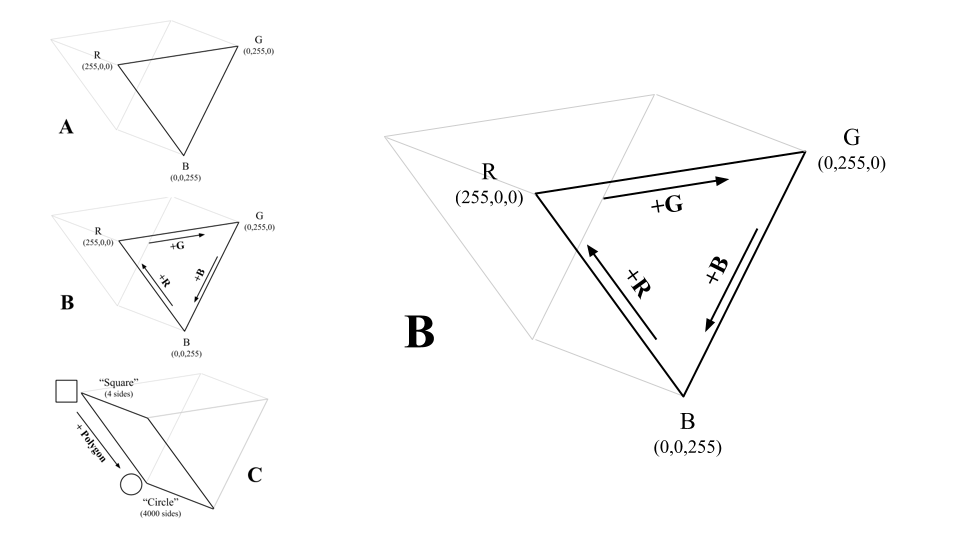 R
(255,0,0)
G
(0,255,0)
A
B
(0,0,255)
R
(255,0,0)
G
(0,255,0)
+G
+R
+B
B
B
(0,0,255)
"Square"
(4 sides)
+ Polygon
C
"Circle"
(4000 sides)
R
(255,0,0)
G
(0,255,0)
+G
+R
+B
B
B
(0,0,255)